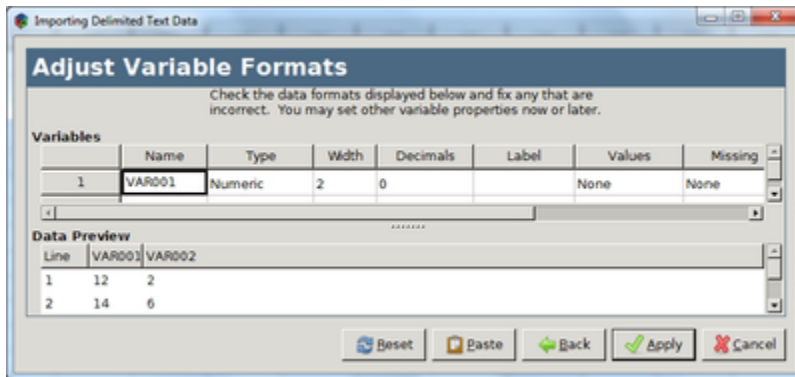 Importing Delimited Text Data
Adjust Variable Formats
Check the data formats displayed below and fix any that are
incorrect. You may set other variable properties now or later.
Variables
Name Type Width Decimals Label Values Missing
1 VAR001 Numeric 2 0 None None
Data Preview
Line VAR001 VAR002
1 12 2
2 14 6
Reset Paste Back Apply Cancel